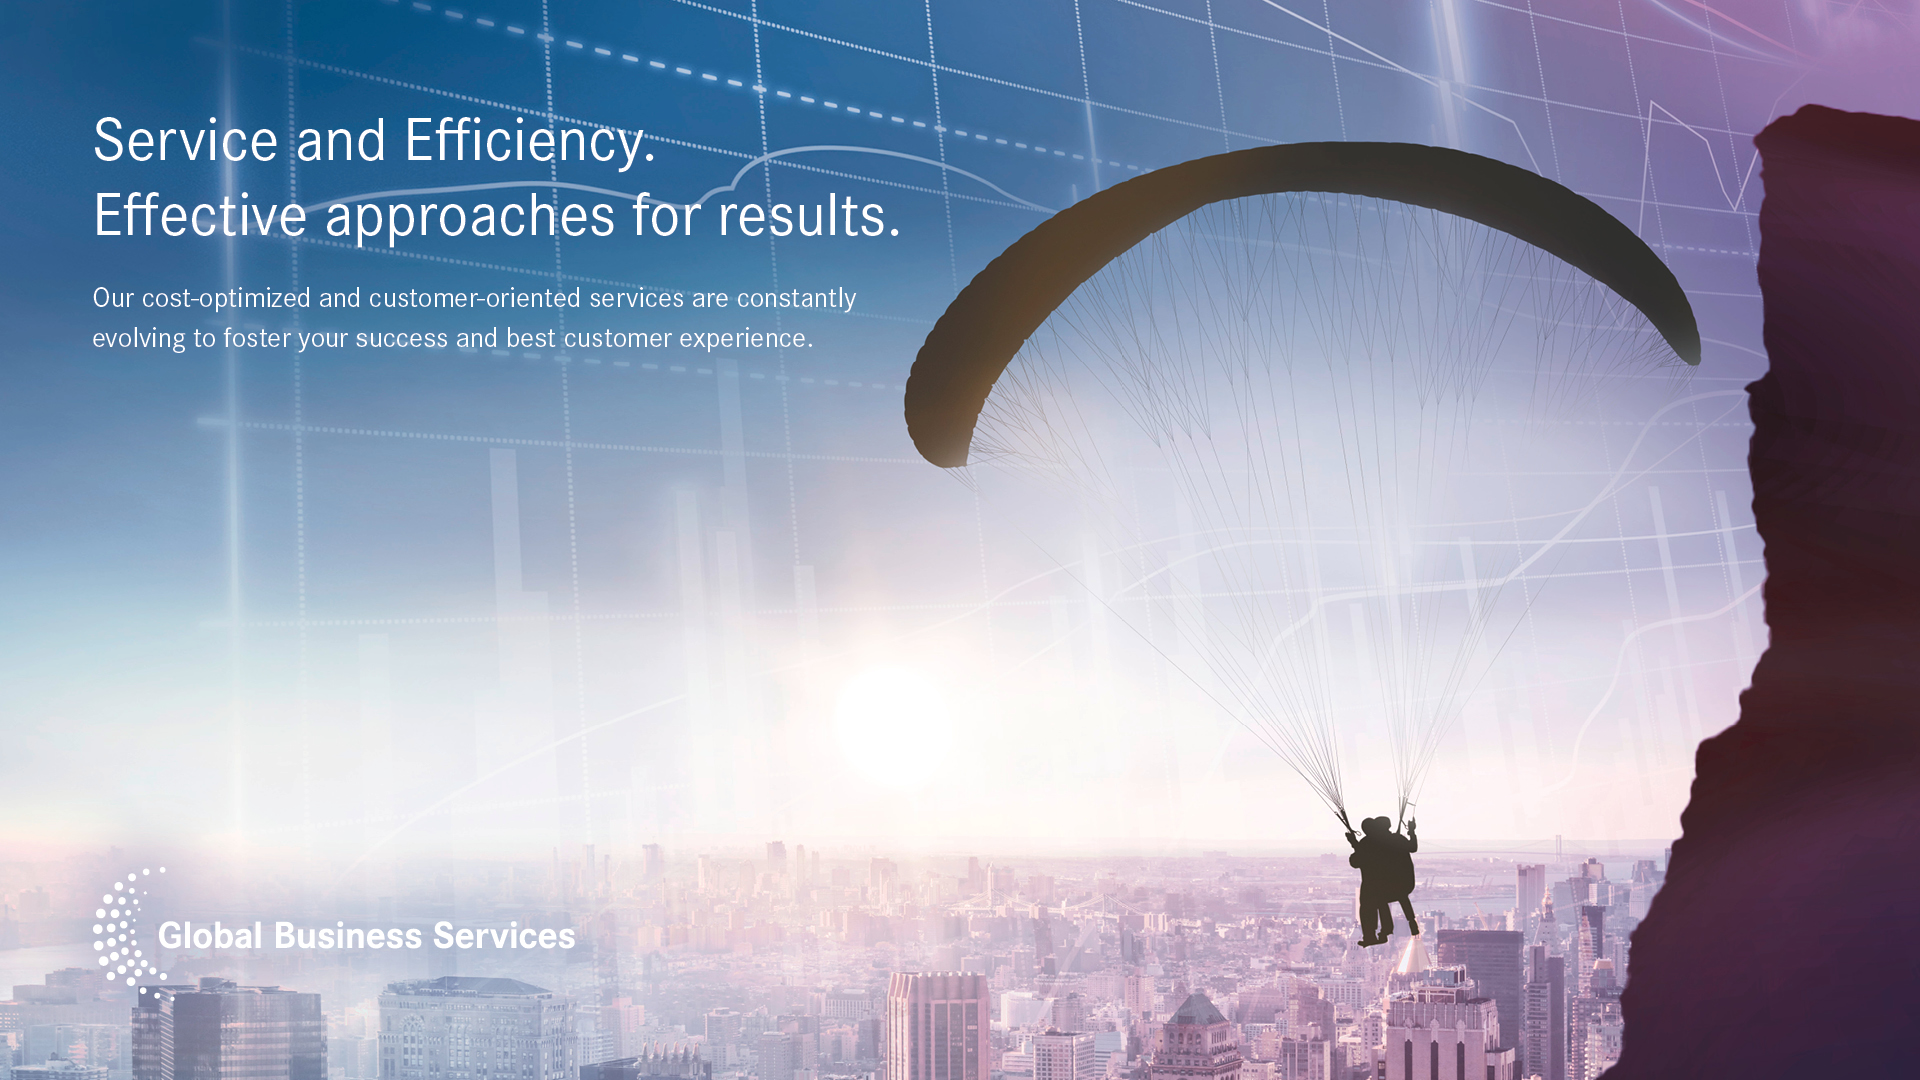 Service and Efficiency.
Effective approaches for results.
Our cost-optimized and customer-oriented services are constantly
evolving to foster your success and best customer experience.
Global Business Services